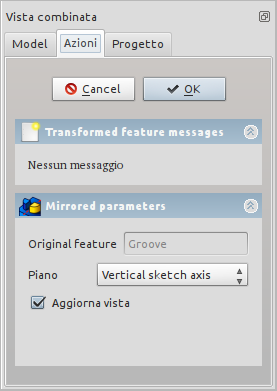 Vista combinata
Model Azioni Progetto
Cancel OK
Transformed feature messages
Nessun messaggio
Mirrored parameters
Original feature Groove
Piano Vertical sketch axis
Aggiorna vista